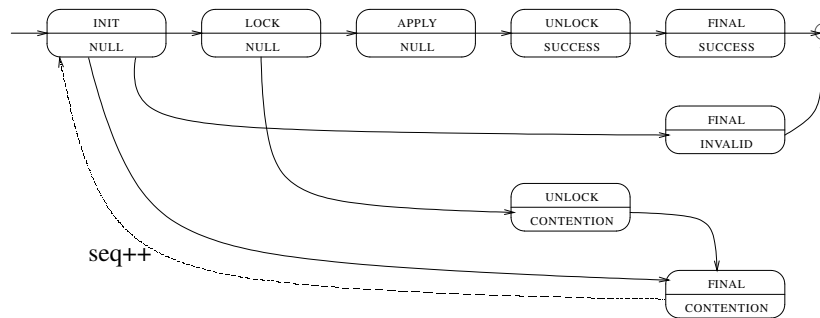 INIT
NULL
LOCK
NULL
APPLY
NULL
UNLOCK
SUCCESS
FINAL
SUCCESS
FINAL
INVALID
UNLOCK
CONTENTION
seq++
FINAL
CONTENTION